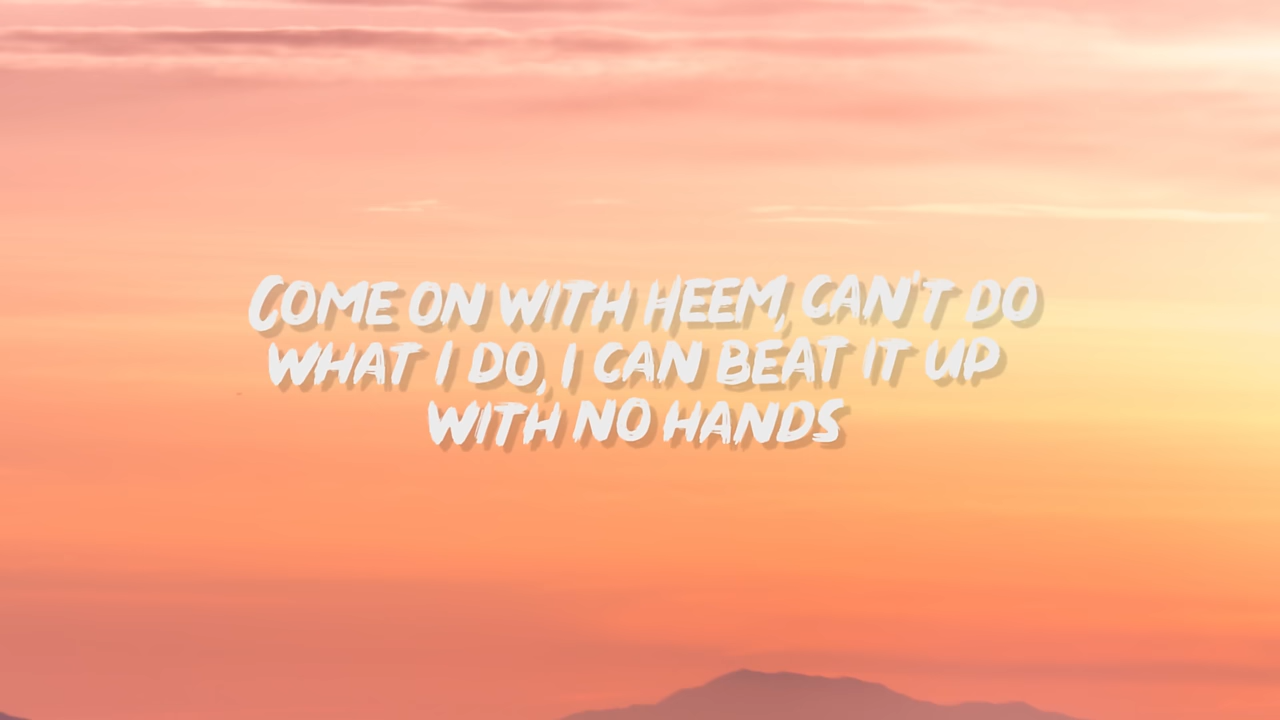 COME ON WITH HEEM, CAN'T DO
WHAT I DO, I CAN BEAT IT UP
WITH NO HANDS